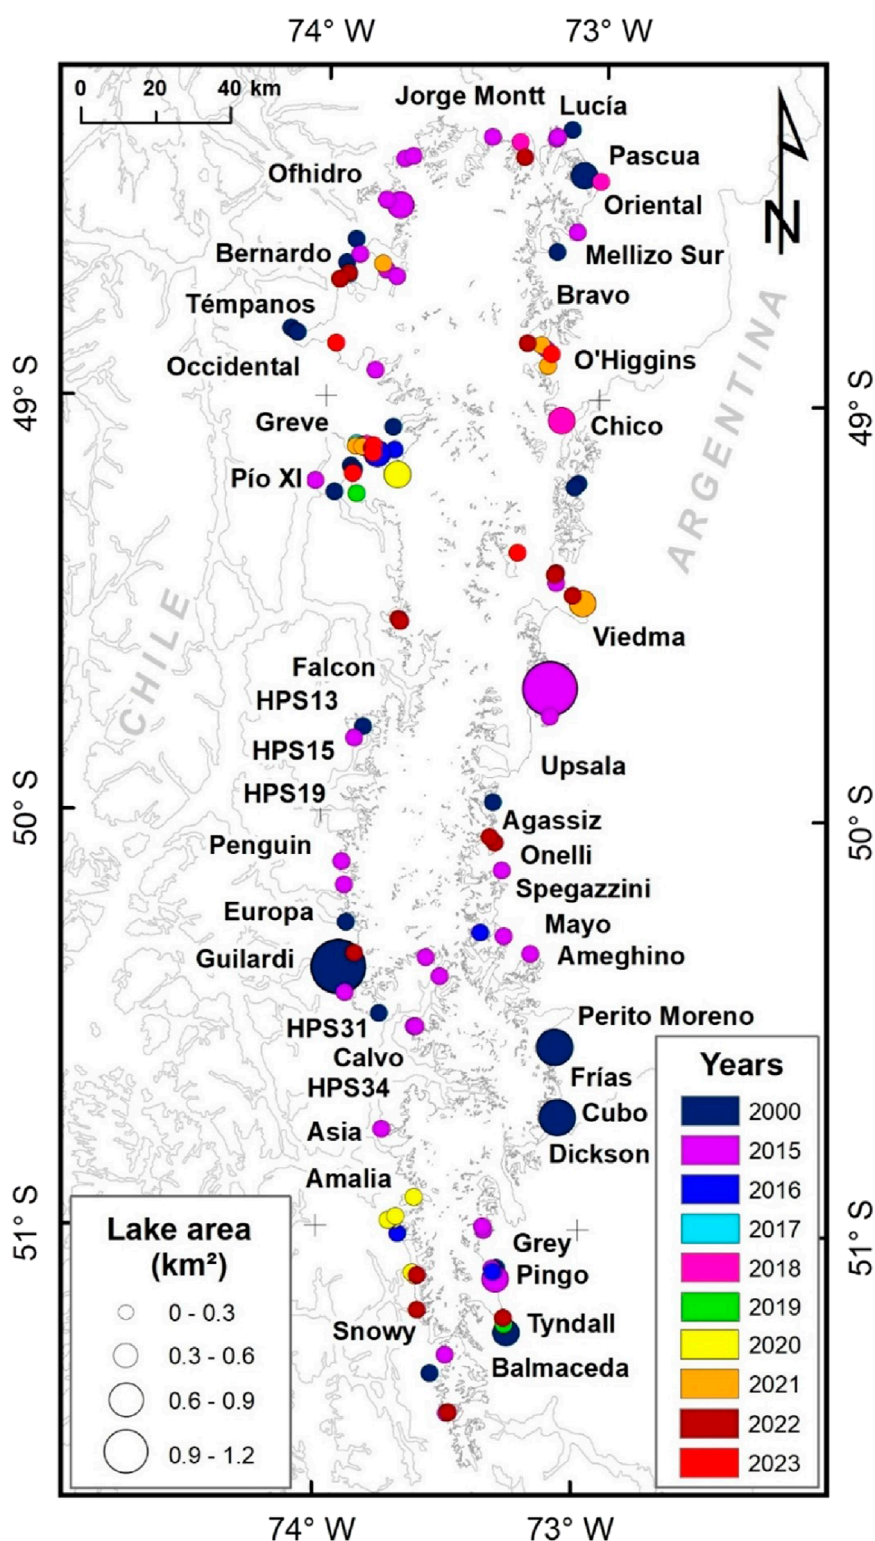 74° W
73° W
0
20
40 km
Jorge Montt
Lucía
Pascua
Ofhidro
Oriental
N
Bernardo
Mellizo Sur
Bravo
Témpanos
Occidental
O'Higgins
49° S
49° S
Greve
Chico
Pío XI
ARGENTINA
CHILE
Viedma
Falcon
HPS13
HPS15
Upsala
HPS19
50° S
50° S
Agassiz
Penguin
Onelli
Spegazzini
Europa
Mayo
Guilardi
Ameghino
Perito Moreno
HPS31
Calvo
Frías
HPS34
Cubo
Asia
Dickson
Amalia
51° S
51° S
Grey
Pingo
Snowy
Tyndall
Balmaceda
Lake area
(km²)
0 - 0.3
0.3 - 0.6
0.6 - 0.9
0.9 - 1.2
Years
2000
2015
2016
2017
2018
2019
2020
2021
2022
2023
74° W
73° W